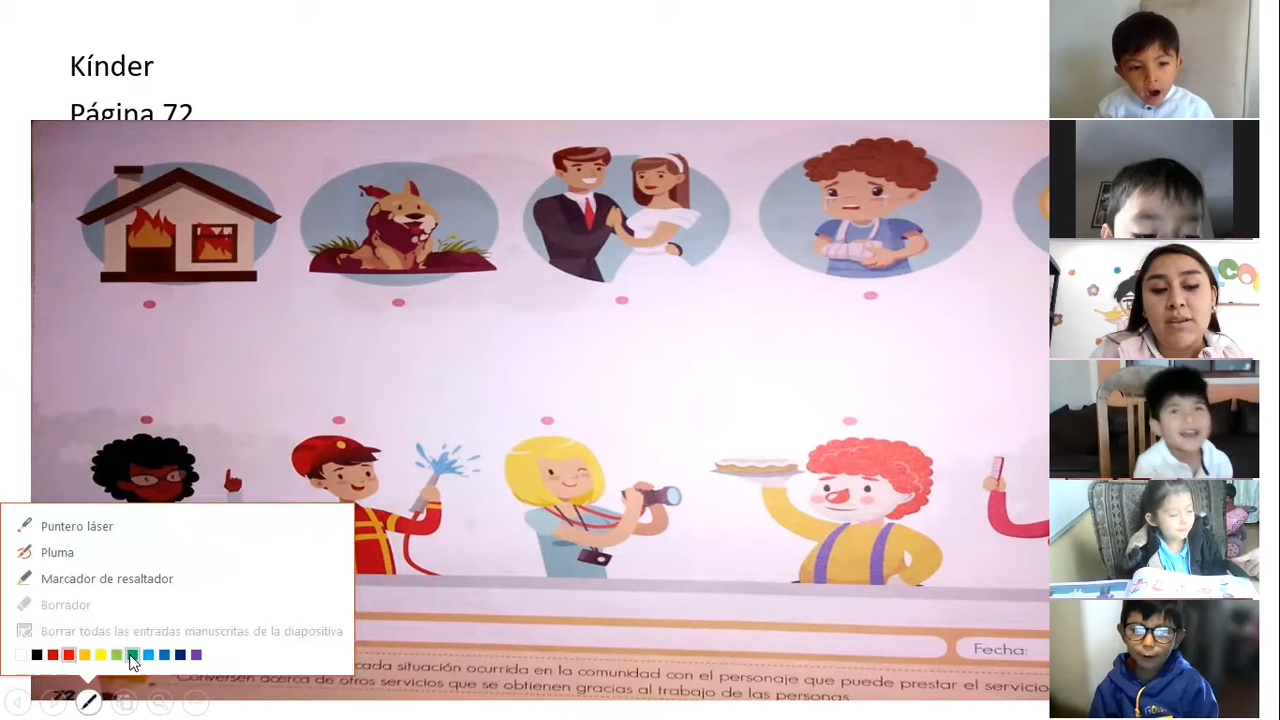 Kínder
Página 72
Puntero láser
Pluma
Marcador de resaltador
Borrador
Borrar todas las entradas manuscritas de la diapositiva
Fecha:
cada situación ocurrida en la comunidad con el personaje que puede prestar el servicio
Conversen acerca de otros servicios que se obtienen gracias al trabajo de las personas.
72